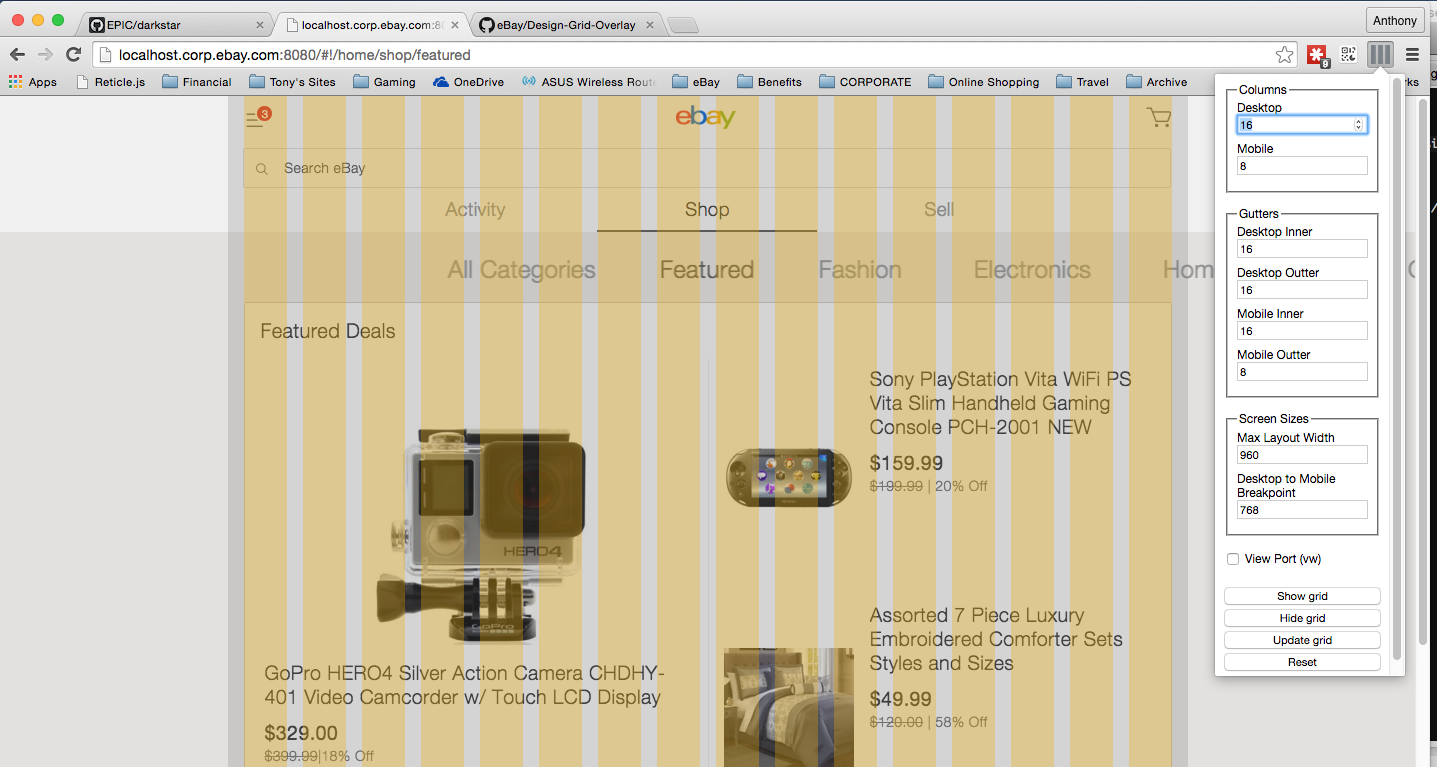 EPIC/darkstar
localhost.corp.ebay.com:80
eBay/Design-Grid-Overlay
Anthony
localhost.corp.ebay.com:8080/#!/home/shop/featured
9
Apps
Reticle.js
Financial
Tony's Sites
Gaming
OneDrive
ASUS Wireless Route
eBay
Benefits
CORPORATE
Online Shopping
Travel
Archive
rks
3
ebay
Search eBay
Activity
Shop
Sell
All Categories
Featured
Fashion
Electronics
Hom
Featured Deals
HERO4
GoPro
GoPro HERO4 Silver Action Camera CHDHY-
401 Video Camcorder w/ Touch LCD Display
$329.00
$399.99|18% Off
Sony PlayStation Vita WiFi PS
Vita Slim Handheld Gaming
Console PCH-2001 NEW
$159.99
$199.99 | 20% Off
Assorted 7 Piece Luxury
Embroidered Comforter Sets
Styles and Sizes
$49.99
$120.00 | 58% Off
Columns
Desktop
16
Mobile
8
Gutters
Desktop Inner
16
Desktop Outter
16
Mobile Inner
16
Mobile Outter
8
Screen Sizes
Max Layout Width
960
Desktop to Mobile
Breakpoint
768
View Port (vw)
Show grid
Hide grid
Update grid
Reset